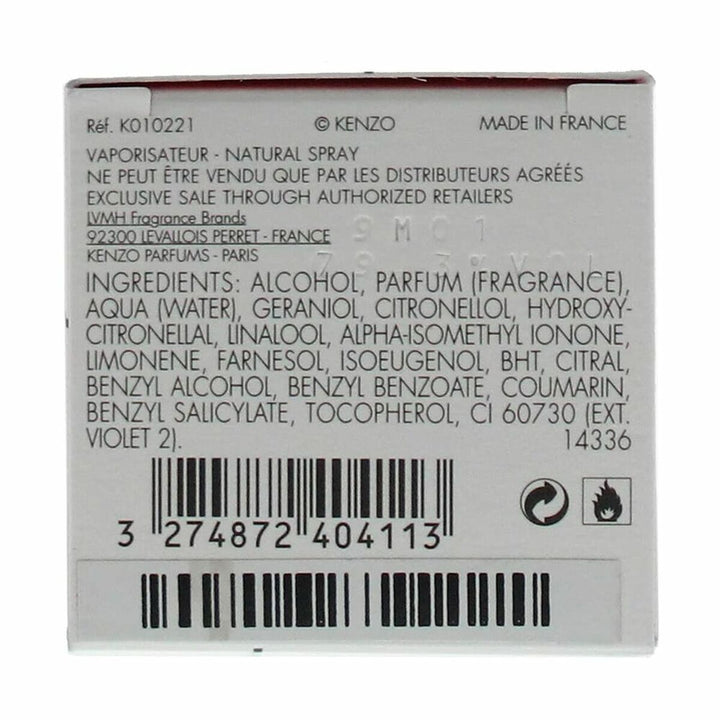 Réf. K010221 © KENZO MADE IN FRANCE
VAPORISATEUR - NATURAL SPRAY
NE PEUT ÊTRE VENDU QUE PAR LES DISTRIBUTEURS AGRÉÉS
EXCLUSIVE SALE THROUGH AUTHORIZED RETAILERS
LVMH Fragrance Brands
92300 LEVALLOIS PERRET - FRANCE
9MC1
KENZO PARFUMS - PARIS
INGREDIENTS: ALCOHOL, PARFUM (FRAGRANCE),
AQUA (WATER), GERANIOL, CITRONELLOL, HYDROXY-
CITRONELLAL, LINALOOL, ALPHA-ISOMETHYL IONONE,
LIMONENE, FARNESOL, ISOEUGENOL, BHT, CITRAL,
BENZYL ALCOHOL, BENZYL BENZOATE, COUMARIN,
BENZYL SALICYLATE, TOCOPHEROL, CI 60730 (EXT.
VIOLET 2). 14336
3 274872 404113